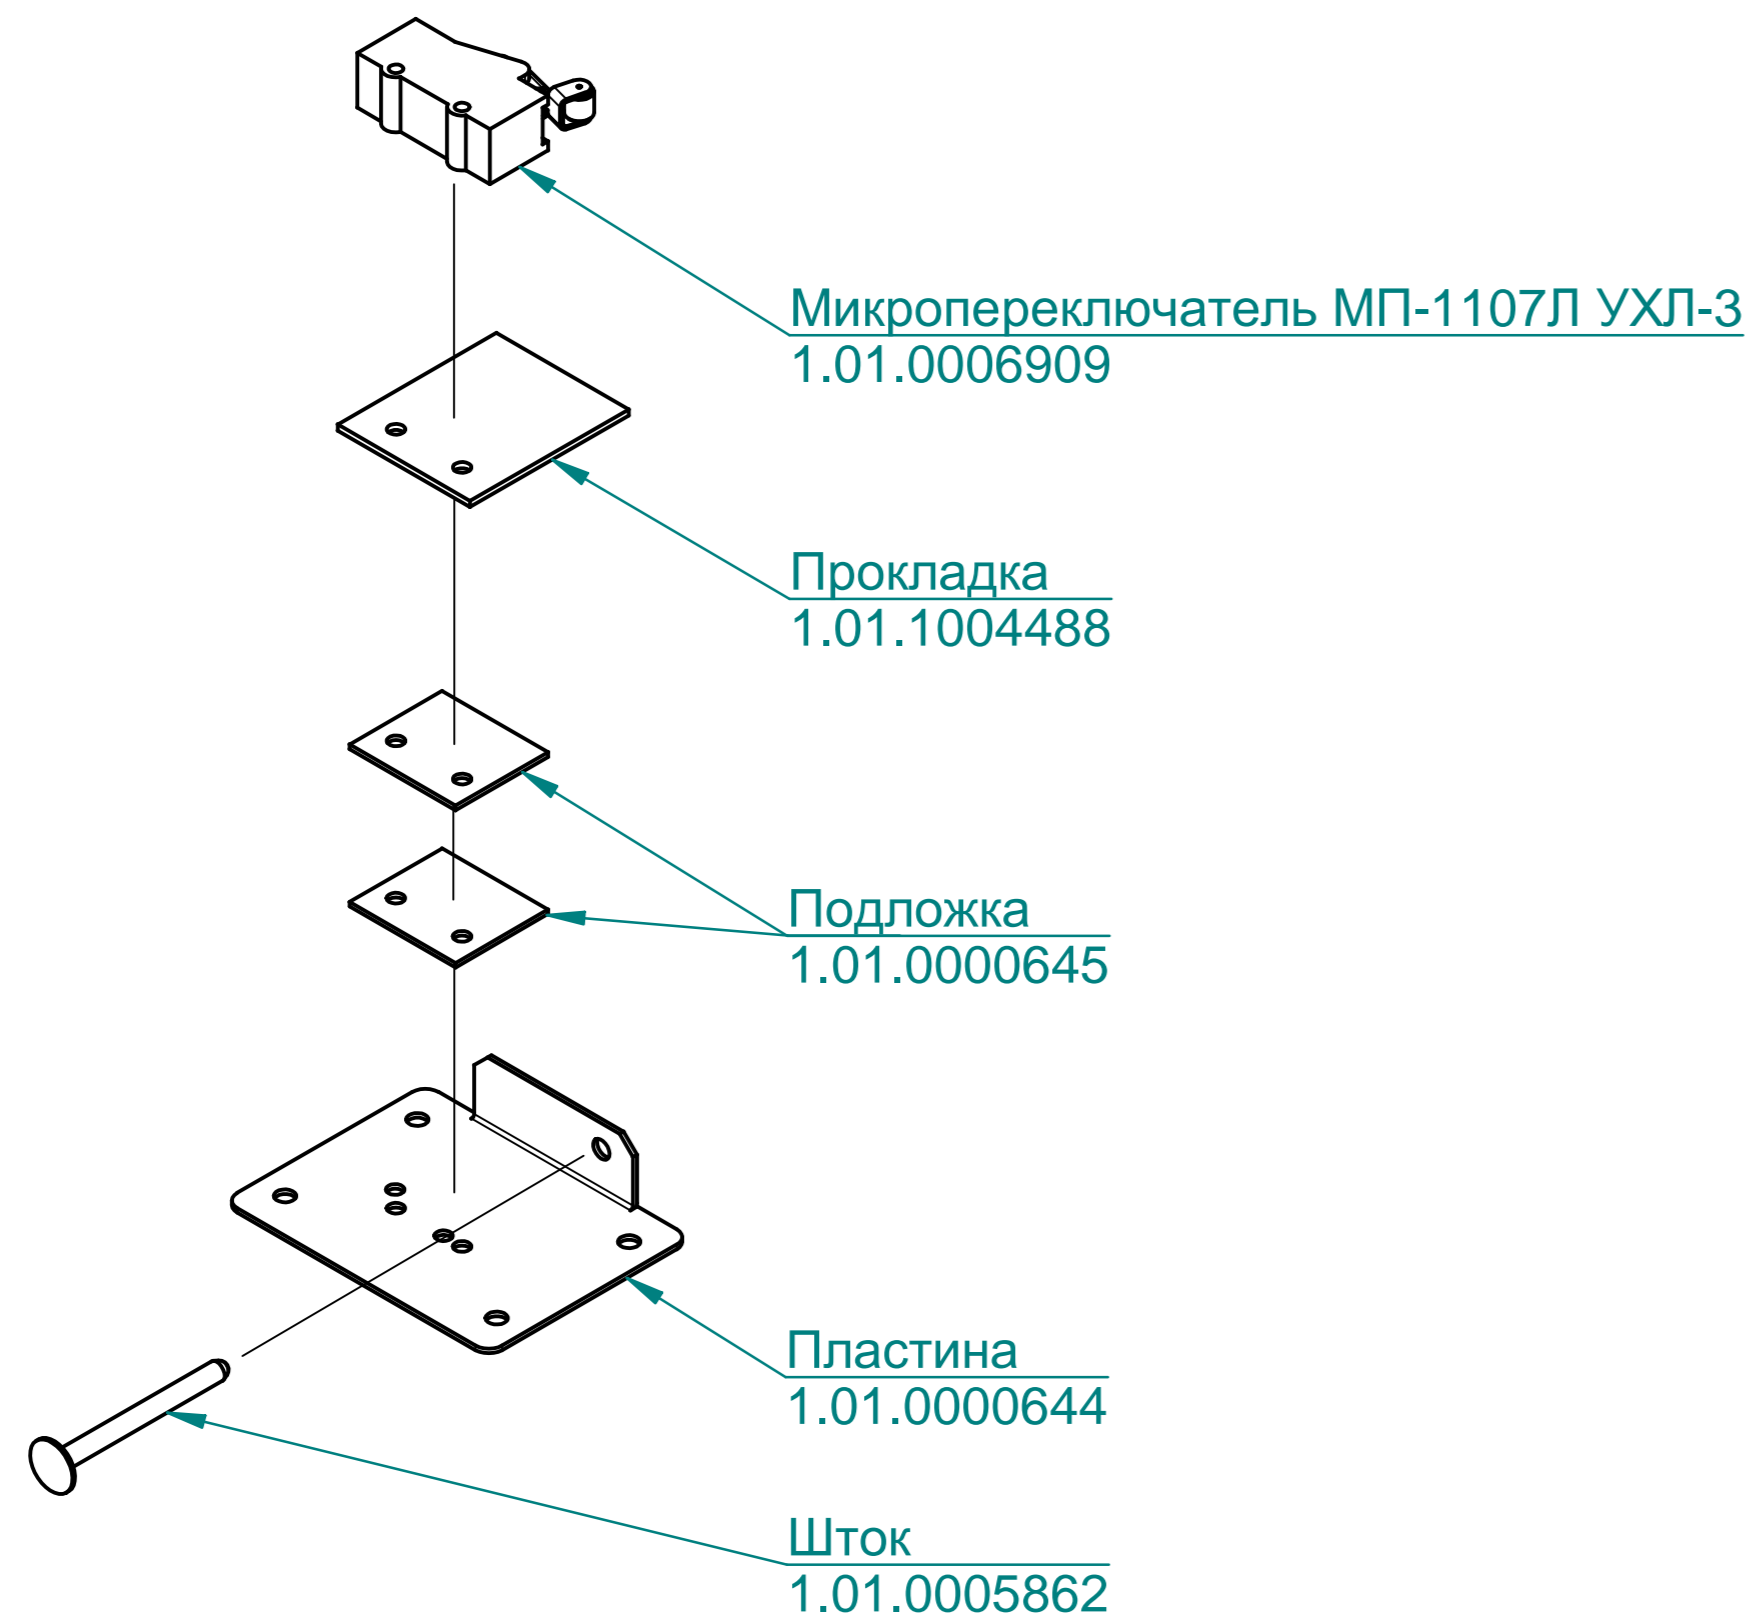 Микропереключатель МП-1107Л УХЛ-3
1.01.0006909
Прокладка
1.01.1004488
Подложка
1.01.0000645
Пластина
1.01.0000644
Шток
1.01.0005862